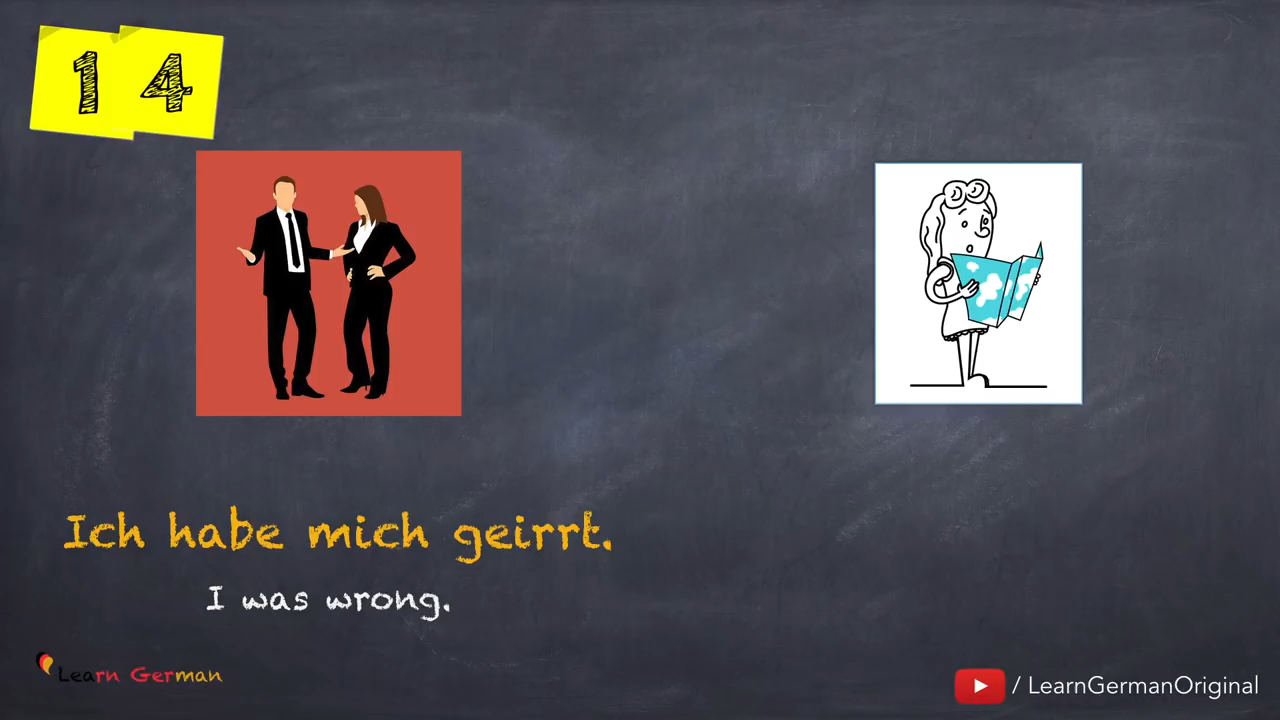 14
Ich habe mich geirrt.
I was wrong.
Learn German
/ LearnGermanOriginal